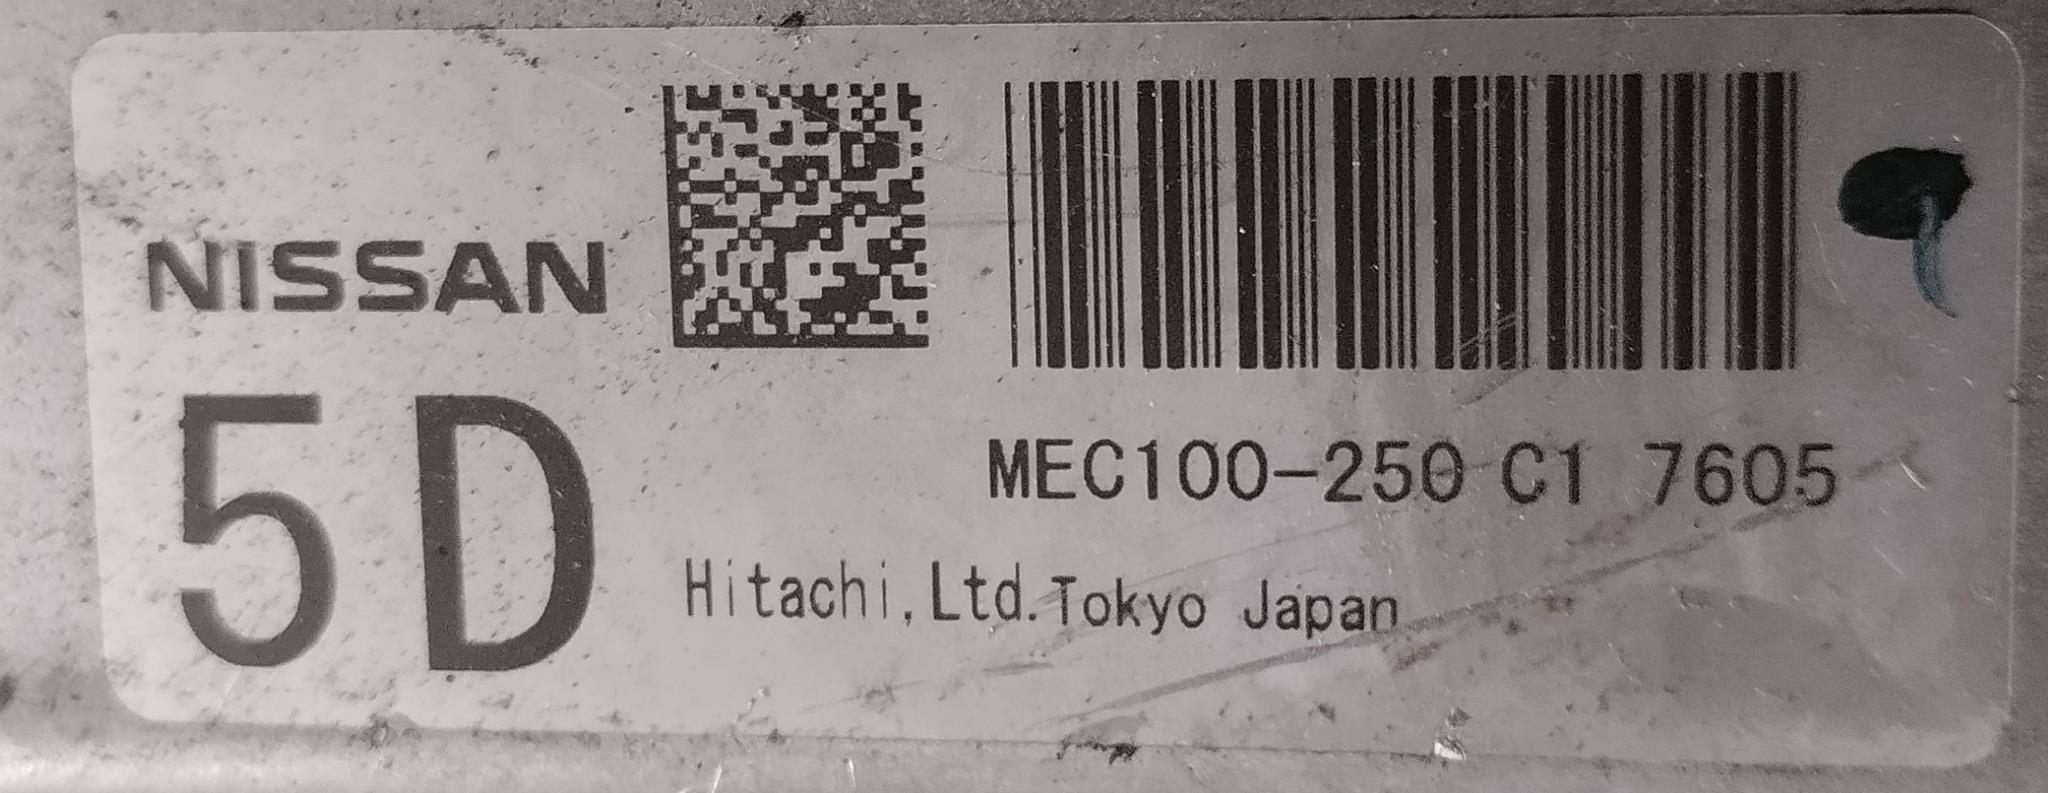 NISSAN
5D
MEC100-250 C1 7605
Hitachi,Ltd.Tokyo Japan